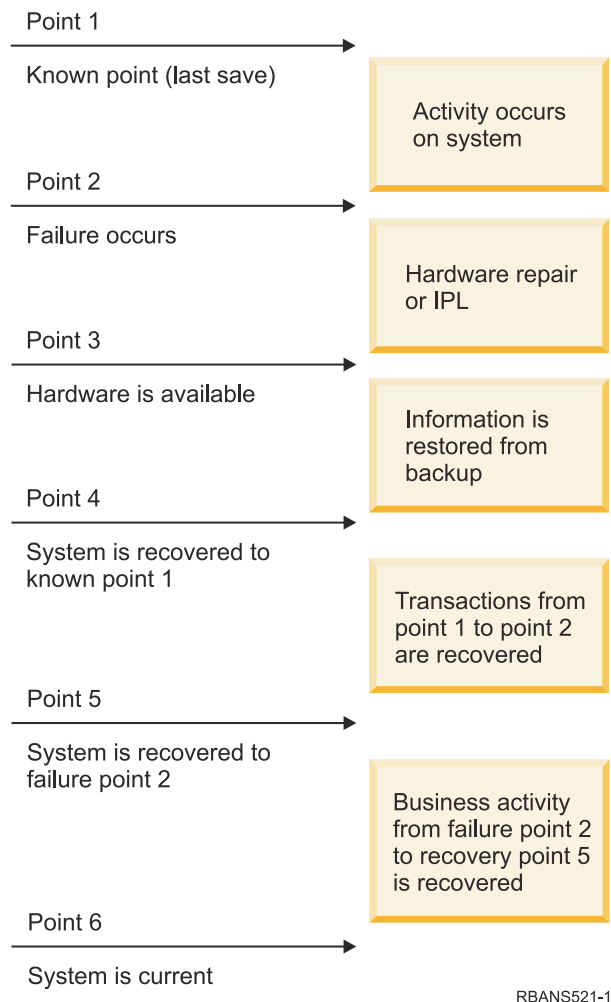 Point 1
Known point (last save)
Activity occurs
on system
Point 2
Failure occurs
Hardware repair
or IPL
Point 3
Hardware is available
Information is
restored from
backup
Point 4
System is recovered to
known point 1
Transactions from
point 1 to point 2
are recovered
Point 5
System is recovered to
failure point 2
Business activity
from failure point 2
to recovery point 5
is recovered
Point 6
System is current
RBANS521-1